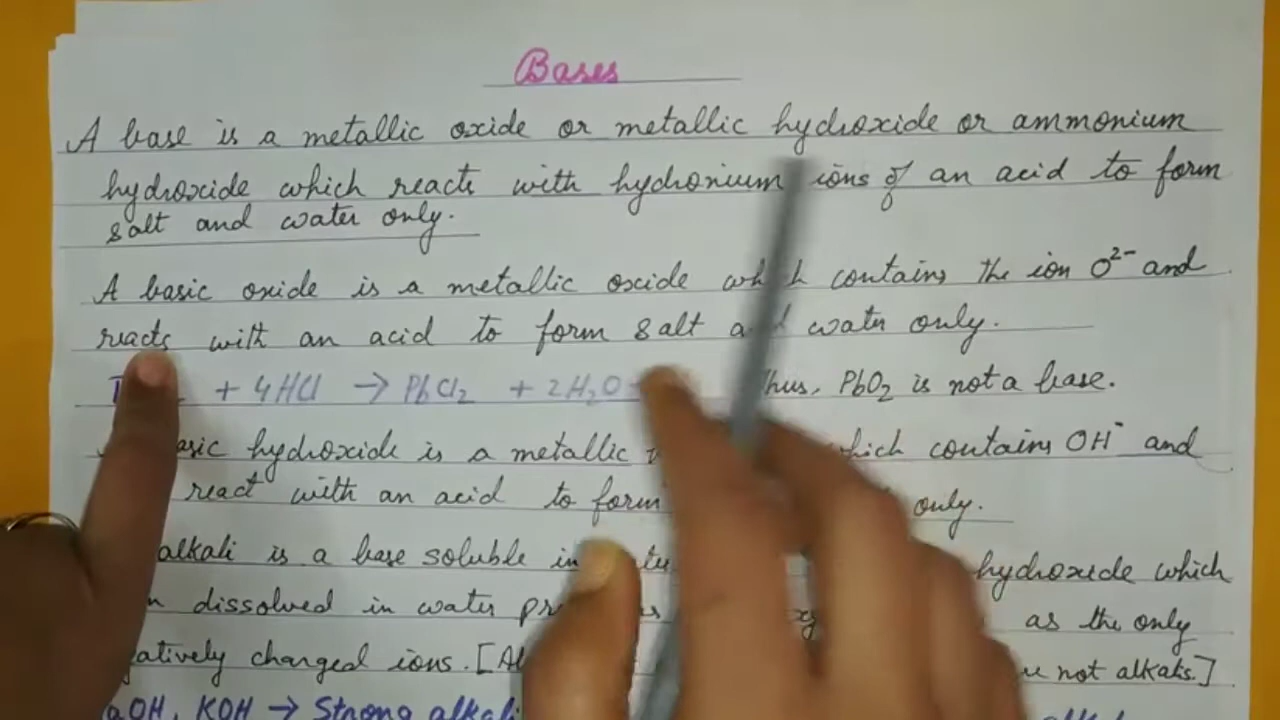 Bases
A base is a metallic oxide or metallic hydroxide or ammonium
hydroxide which reacts with hydronium ions of an acid to form
salt and water only.
A basic oxide is a metallic oxide which contains the ion O²⁻ and
reacts with an acid to form salt and water only.
+ 4HCl → PbCl₂ + 2H₂O Thus, PbO₂ is not a base.
hydroxide is a metallic which contains OH⁻ and
react with an acid to form only.
alkali is a base soluble in hydroxide which
dissolved in water as the only
charged ions. [ not alkalis.]
KOH → Strong alkali